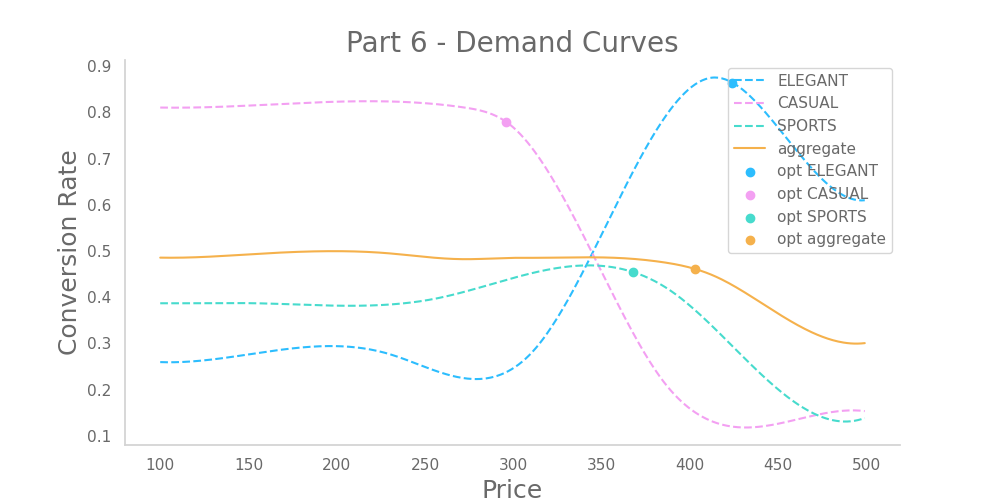 Part 6 - Demand Curves
Conversion Rate
0.9
0.8
0.7
0.6
0.5
0.4
0.3
0.2
0.1
ELEGANT
CASUAL
SPORTS
aggregate
opt ELEGANT
opt CASUAL
opt SPORTS
opt aggregate
100 150 200 250 300 350 400 450 500
Price